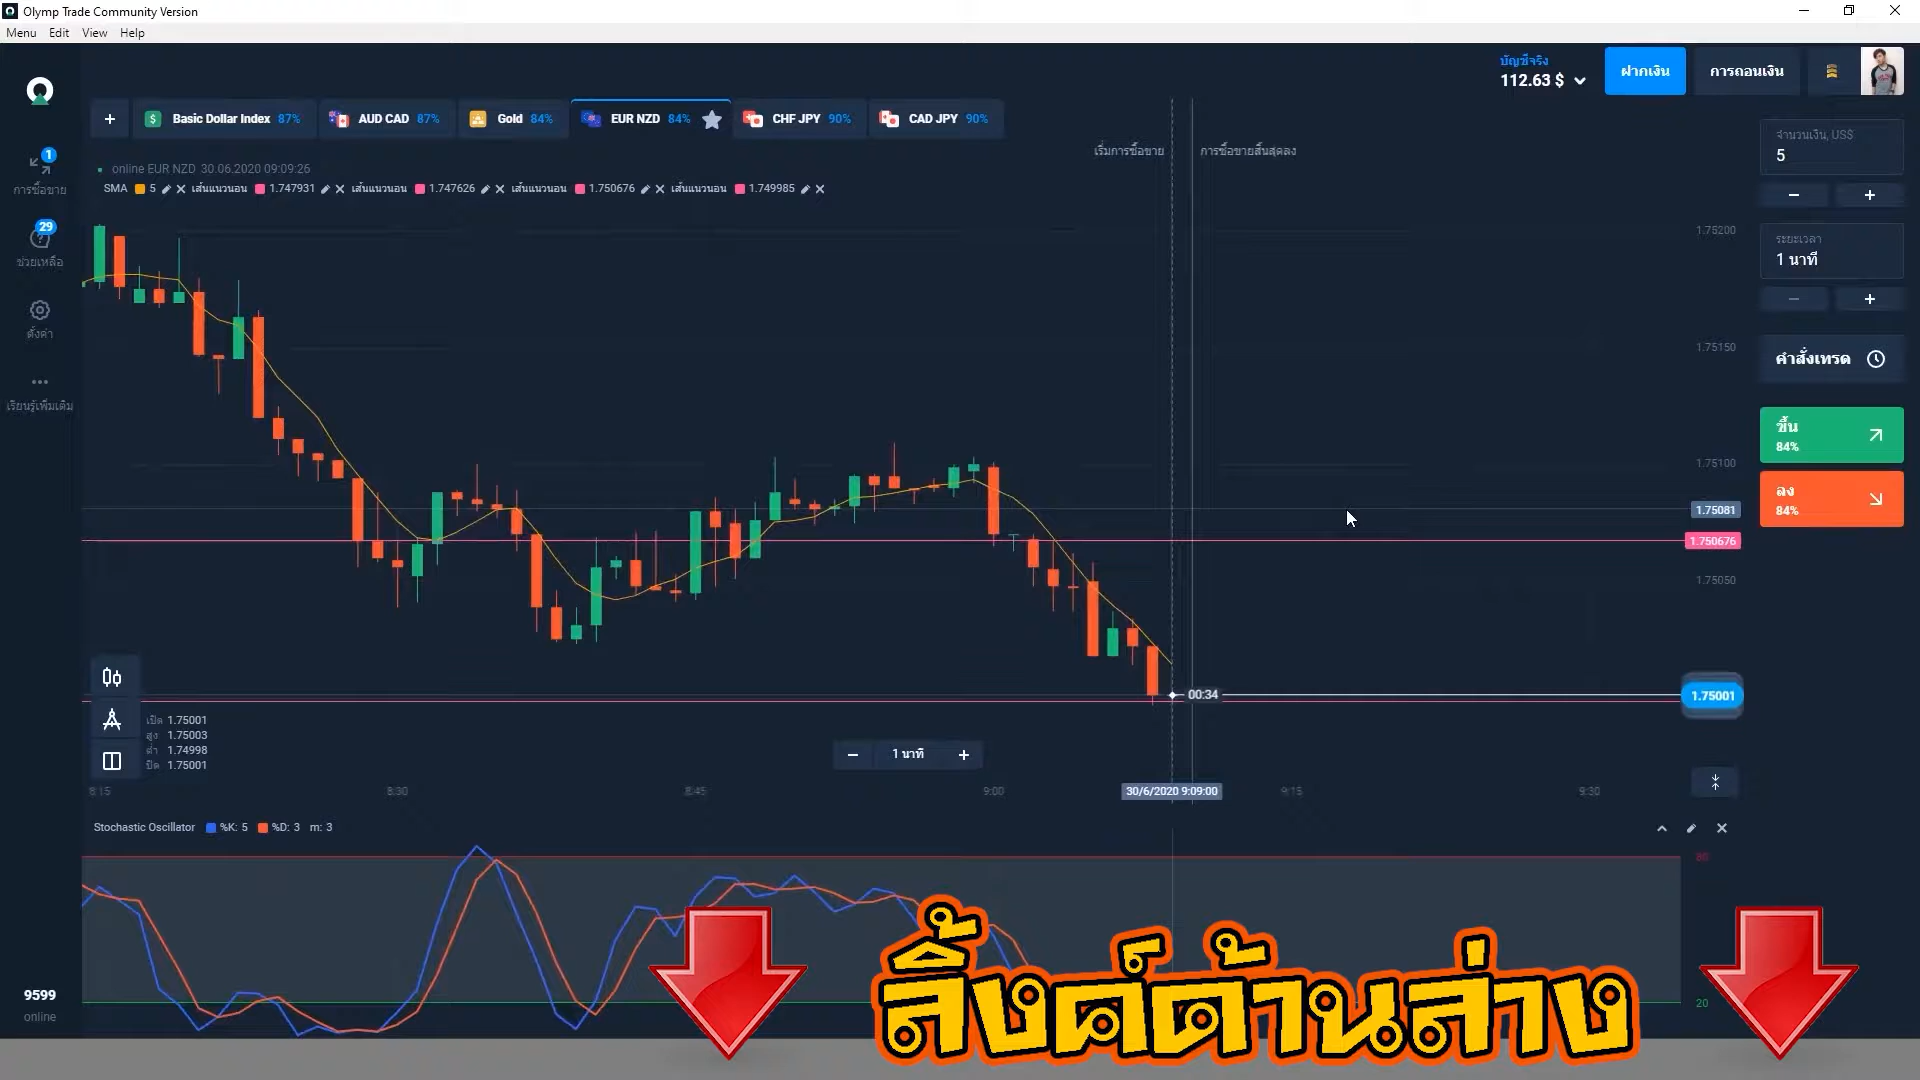 Olymp Trade Community Version
Menu Edit View Help
บัญชีจริง
112.63 $
ฝากเงิน
การถอนเงิน
+
Basic Dollar Index 87%
AUD CAD 87%
Gold 84%
EUR NZD 84%
CHF JPY 90%
CAD JPY 90%
1
การซื้อขาย
29
ช่วยเหลือ
ตั้งค่า
เรียนรู้เพิ่มเติม
เริ่มการซื้อขาย
การซื้อขายสิ้นสุดลง
online EUR NZD 30.06.2020 09:09:26
SMA 5 เส้นแนวนอน 1.747931 เส้นแนวนอน 1.747626 เส้นแนวนอน 1.750676 เส้นแนวนอน 1.749985
จำนวนเงิน, US$
5
− +
ระยะเวลา
1 นาที
− +
คำสั่งเทรด
ขึ้น
84%
ลง
84%
1.75200
1.75150
1.75100
1.75081
1.750676
1.75050
00:34
1.75001
เปิด 1.75001
สูง 1.75003
ต่ำ 1.74998
ปิด 1.75001
− 1 นาที +
8:15 8:30 8:45 9:00 30/6/2020 9:09:00 9:15 9:30
Stochastic Oscillator %K: 5 %D: 3 m: 3
80
20
9599
online
ลิ้งค์ด้านล่าง